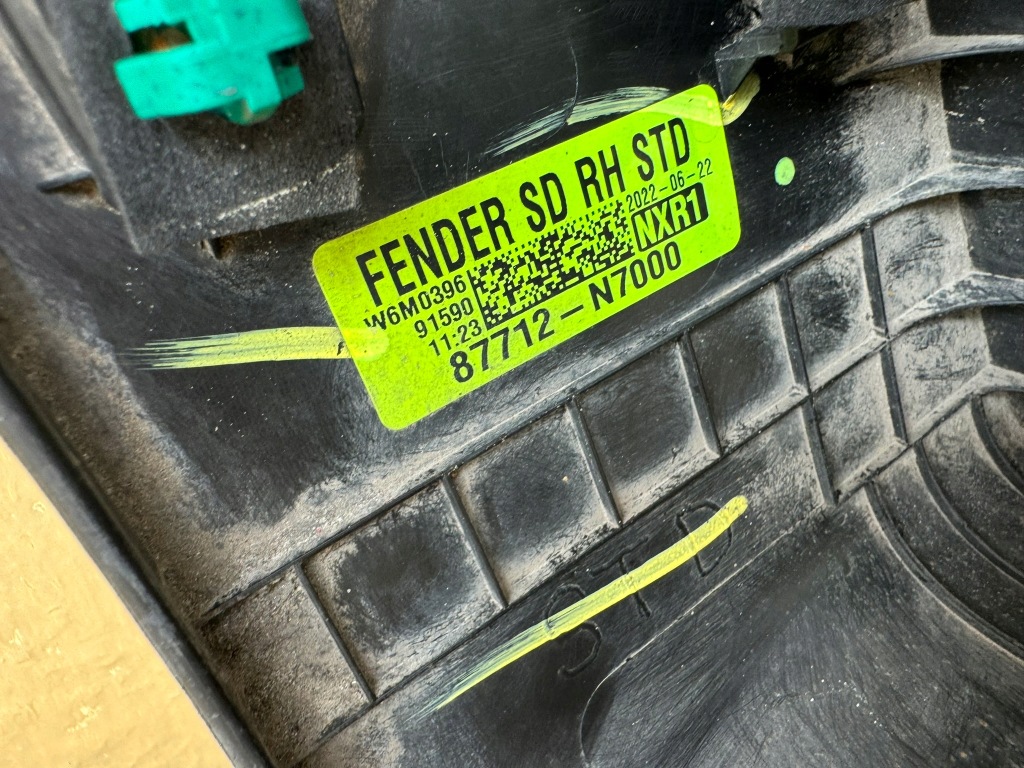 FENDER SD RH STD
2022-06-22
W6M0396
NXR1
91590
11:23
87712-N7000
STD